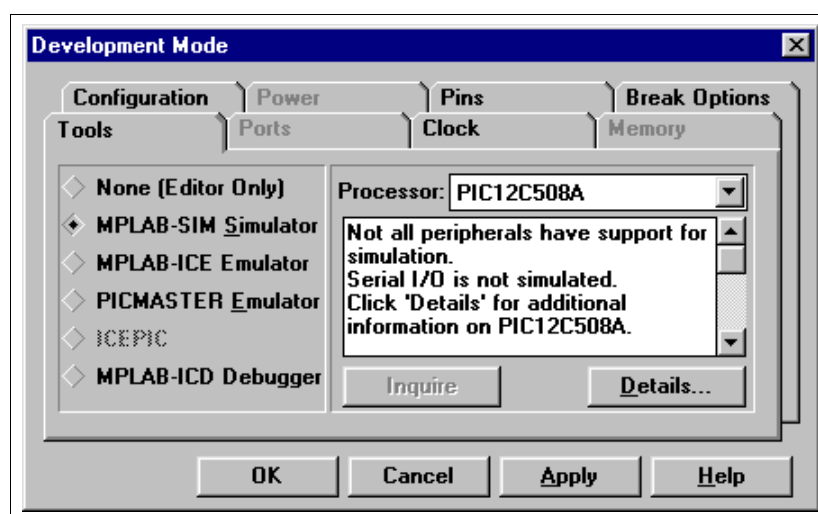 Development Mode
Configuration Power Pins Break Options
Tools Ports Clock Memory
None (Editor Only)
MPLAB-SIM Simulator
MPLAB-ICE Emulator
PICMASTER Emulator
ICEPIC
MPLAB-ICD Debugger
Processor: PIC12C508A
Not all peripherals have support for
simulation.
Serial I/O is not simulated.
Click 'Details' for additional
information on PIC12C508A.
Inquire Details...
OK Cancel Apply Help